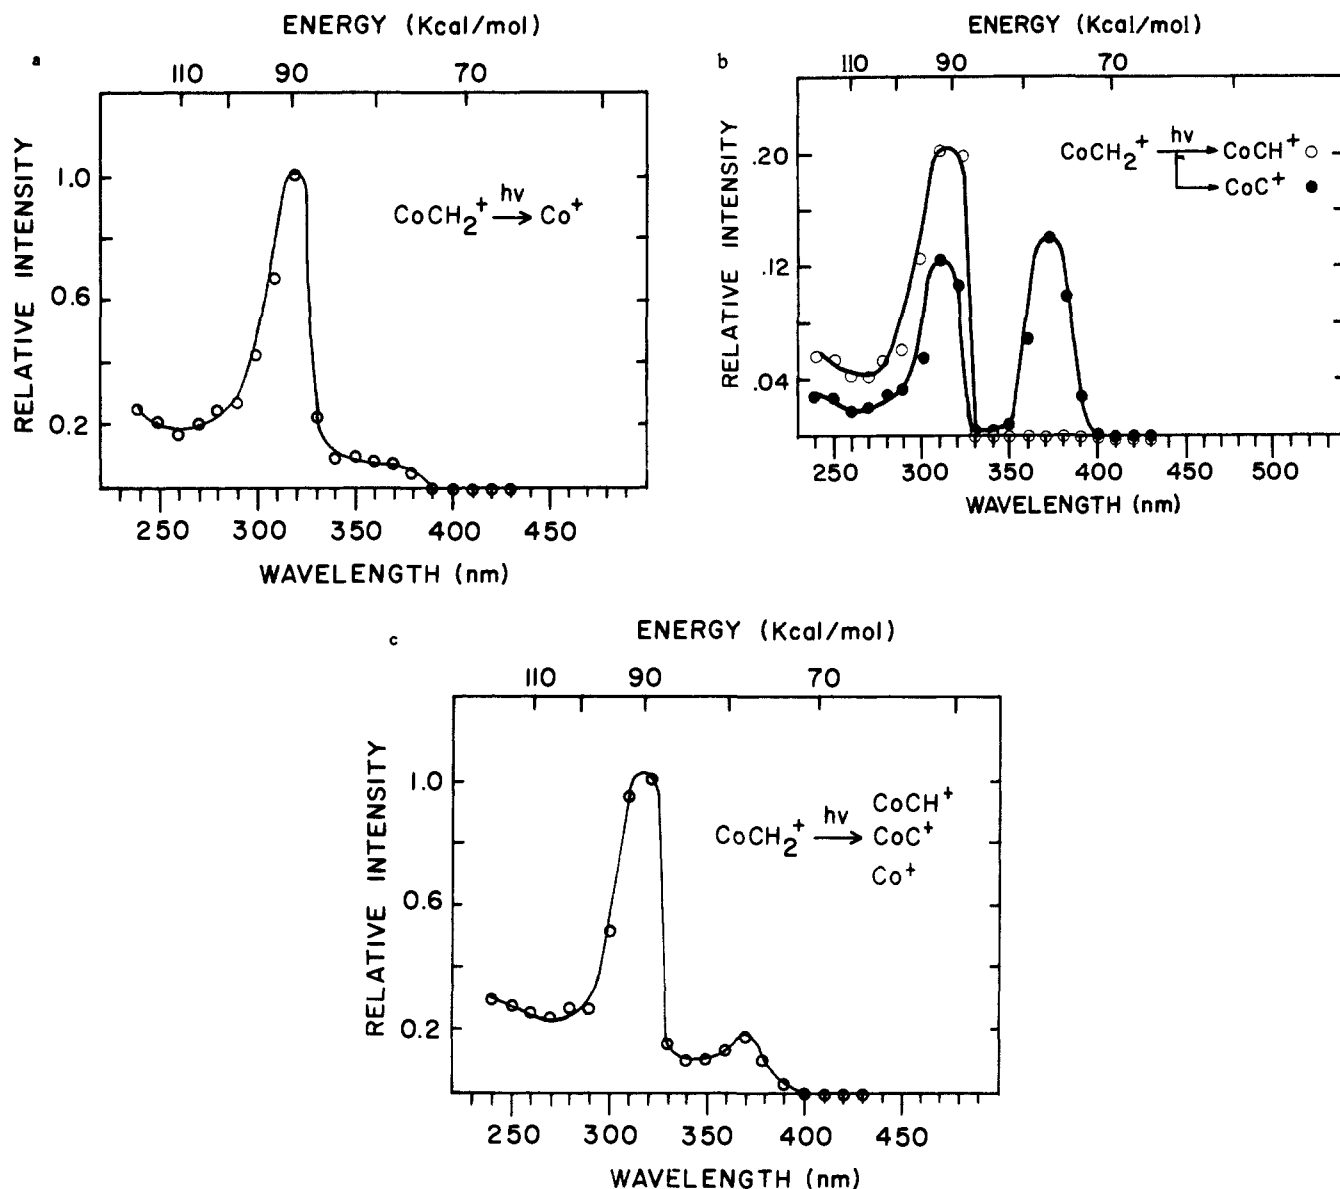 a
ENERGY (Kcal/mol)
110 90 70
RELATIVE INTENSITY
1.0
0.6
0.2
CoCH2+ hν → Co+
250 300 350 400 450
WAVELENGTH (nm)
b
ENERGY (Kcal/mol)
110 90 70
RELATIVE INTENSITY
.20
.12
.04
CoCH2+ hν → CoCH+ ○
→ CoC+ ●
250 300 350 400 450 500
WAVELENGTH (nm)
c
ENERGY (Kcal/mol)
110 90 70
RELATIVE INTENSITY
1.0
0.6
0.2
CoCH2+ hν → CoCH+
CoC+
Co+
250 300 350 400 450
WAVELENGTH (nm)